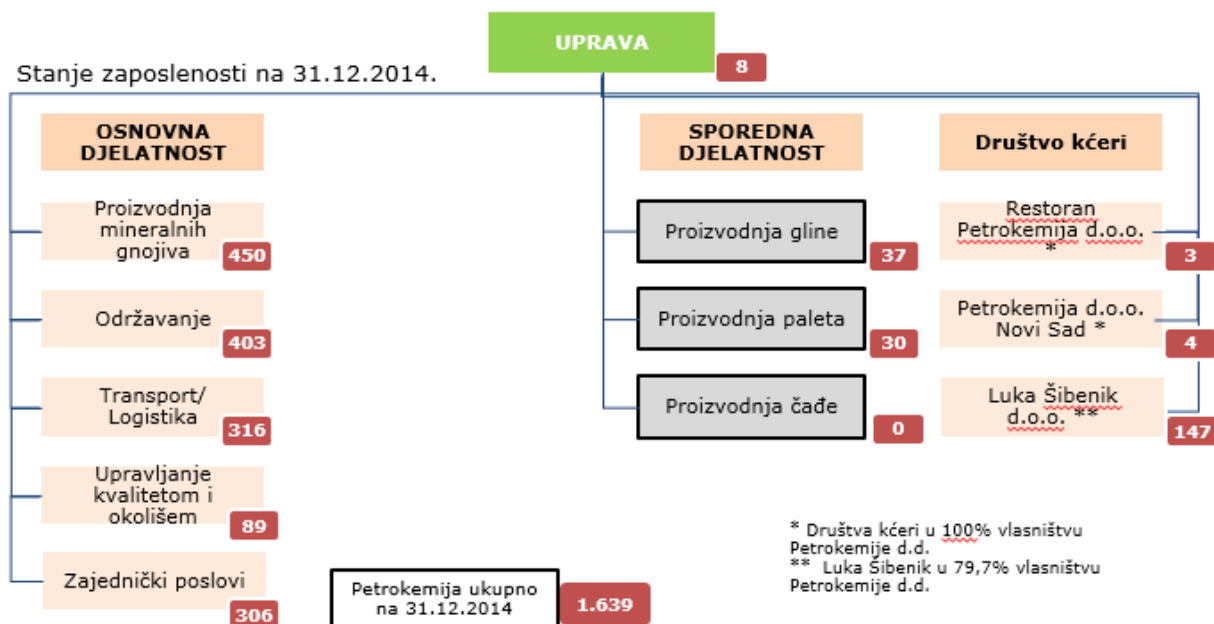 UPRAVA
8
Stanje zaposlenosti na 31.12.2014.
OSNOVNA
DJELATNOST
Proizvodnja
mineralnih
gnojiva
450
Održavanje
403
Transport/
Logistika
316
Upravljanje
kvalitetom i
okolišem
89
Zajednički poslovi
306
SPOREDNA
DJELATNOST
Proizvodnja gline
37
Proizvodnja paleta
30
Proizvodnja čađe
0
Društvo kćeri
Restoran
Petrokemija d.o.o.
*
3
Petrokemija d.o.o.
Novi Sad *
4
Luka Šibenik
d.o.o. **
147
Petrokemija ukupno
na 31.12.2014
1.639
* Društva kćeri u 100% vlasništvu
Petrokemije d.d.
** Luka Šibenik u 79,7% vlasništvu
Petrokemije d.d.